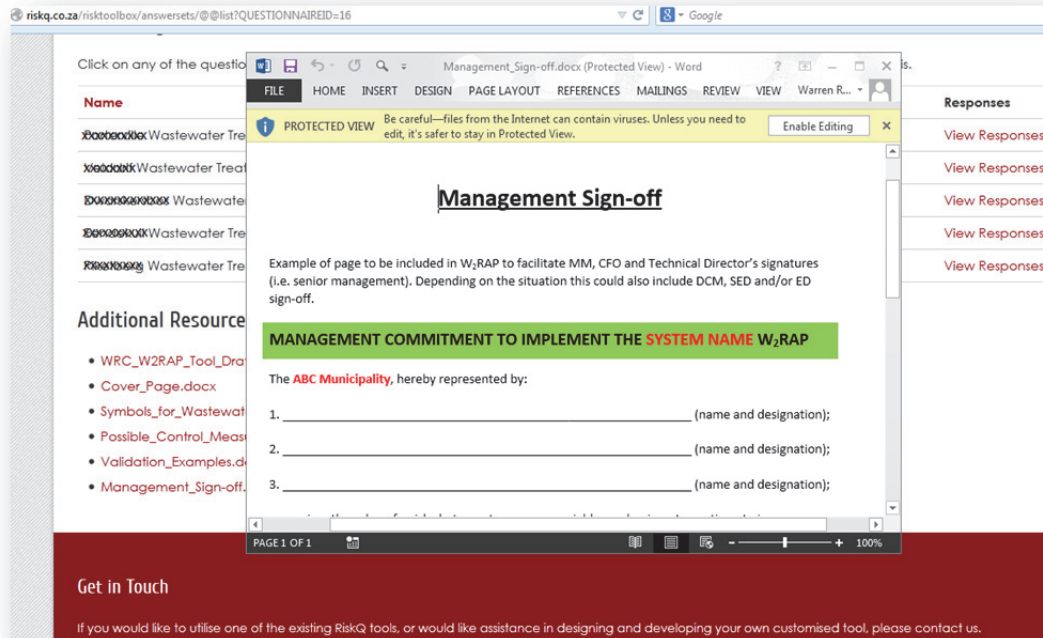 riskq.co.za/risktoolbox/answersets/@@list?QUESTIONNAIREID=16
Google
Click on any of the questio
is.
Management_Sign-off.docx (Protected View) - Word
FILE HOME INSERT DESIGN PAGE LAYOUT REFERENCES MAILINGS REVIEW VIEW Warren R...
PROTECTED VIEW Be careful—files from the Internet can contain viruses. Unless you need to
edit, it's safer to stay in Protected View.
Enable Editing
Name
Responses
Wastewater Tre
View Responses
Wastewater Treat
View Responses
Wastewate
View Responses
Wastewater Tre
View Responses
Wastewater Tre
View Responses
Additional Resource
• WRC_W2RAP_Tool_Dra
• Cover_Page.docx
• Symbols_for_Wastewat
• Possible_Control_Meas
• Validation_Examples.d
• Management_Sign-off.
Management Sign-off
Example of page to be included in W₂RAP to facilitate MM, CFO and Technical Director's signatures
(i.e. senior management). Depending on the situation this could also include DCM, SED and/or ED
sign-off.
MANAGEMENT COMMITMENT TO IMPLEMENT THE SYSTEM NAME W₂RAP
The ABC Municipality, hereby represented by:
1. (name and designation);
2. (name and designation);
3. (name and designation);
PAGE 1 OF 1
100%
Get in Touch
If you would like to utilise one of the existing RiskQ tools, or would like assistance in designing and developing your own customised tool, please contact us.